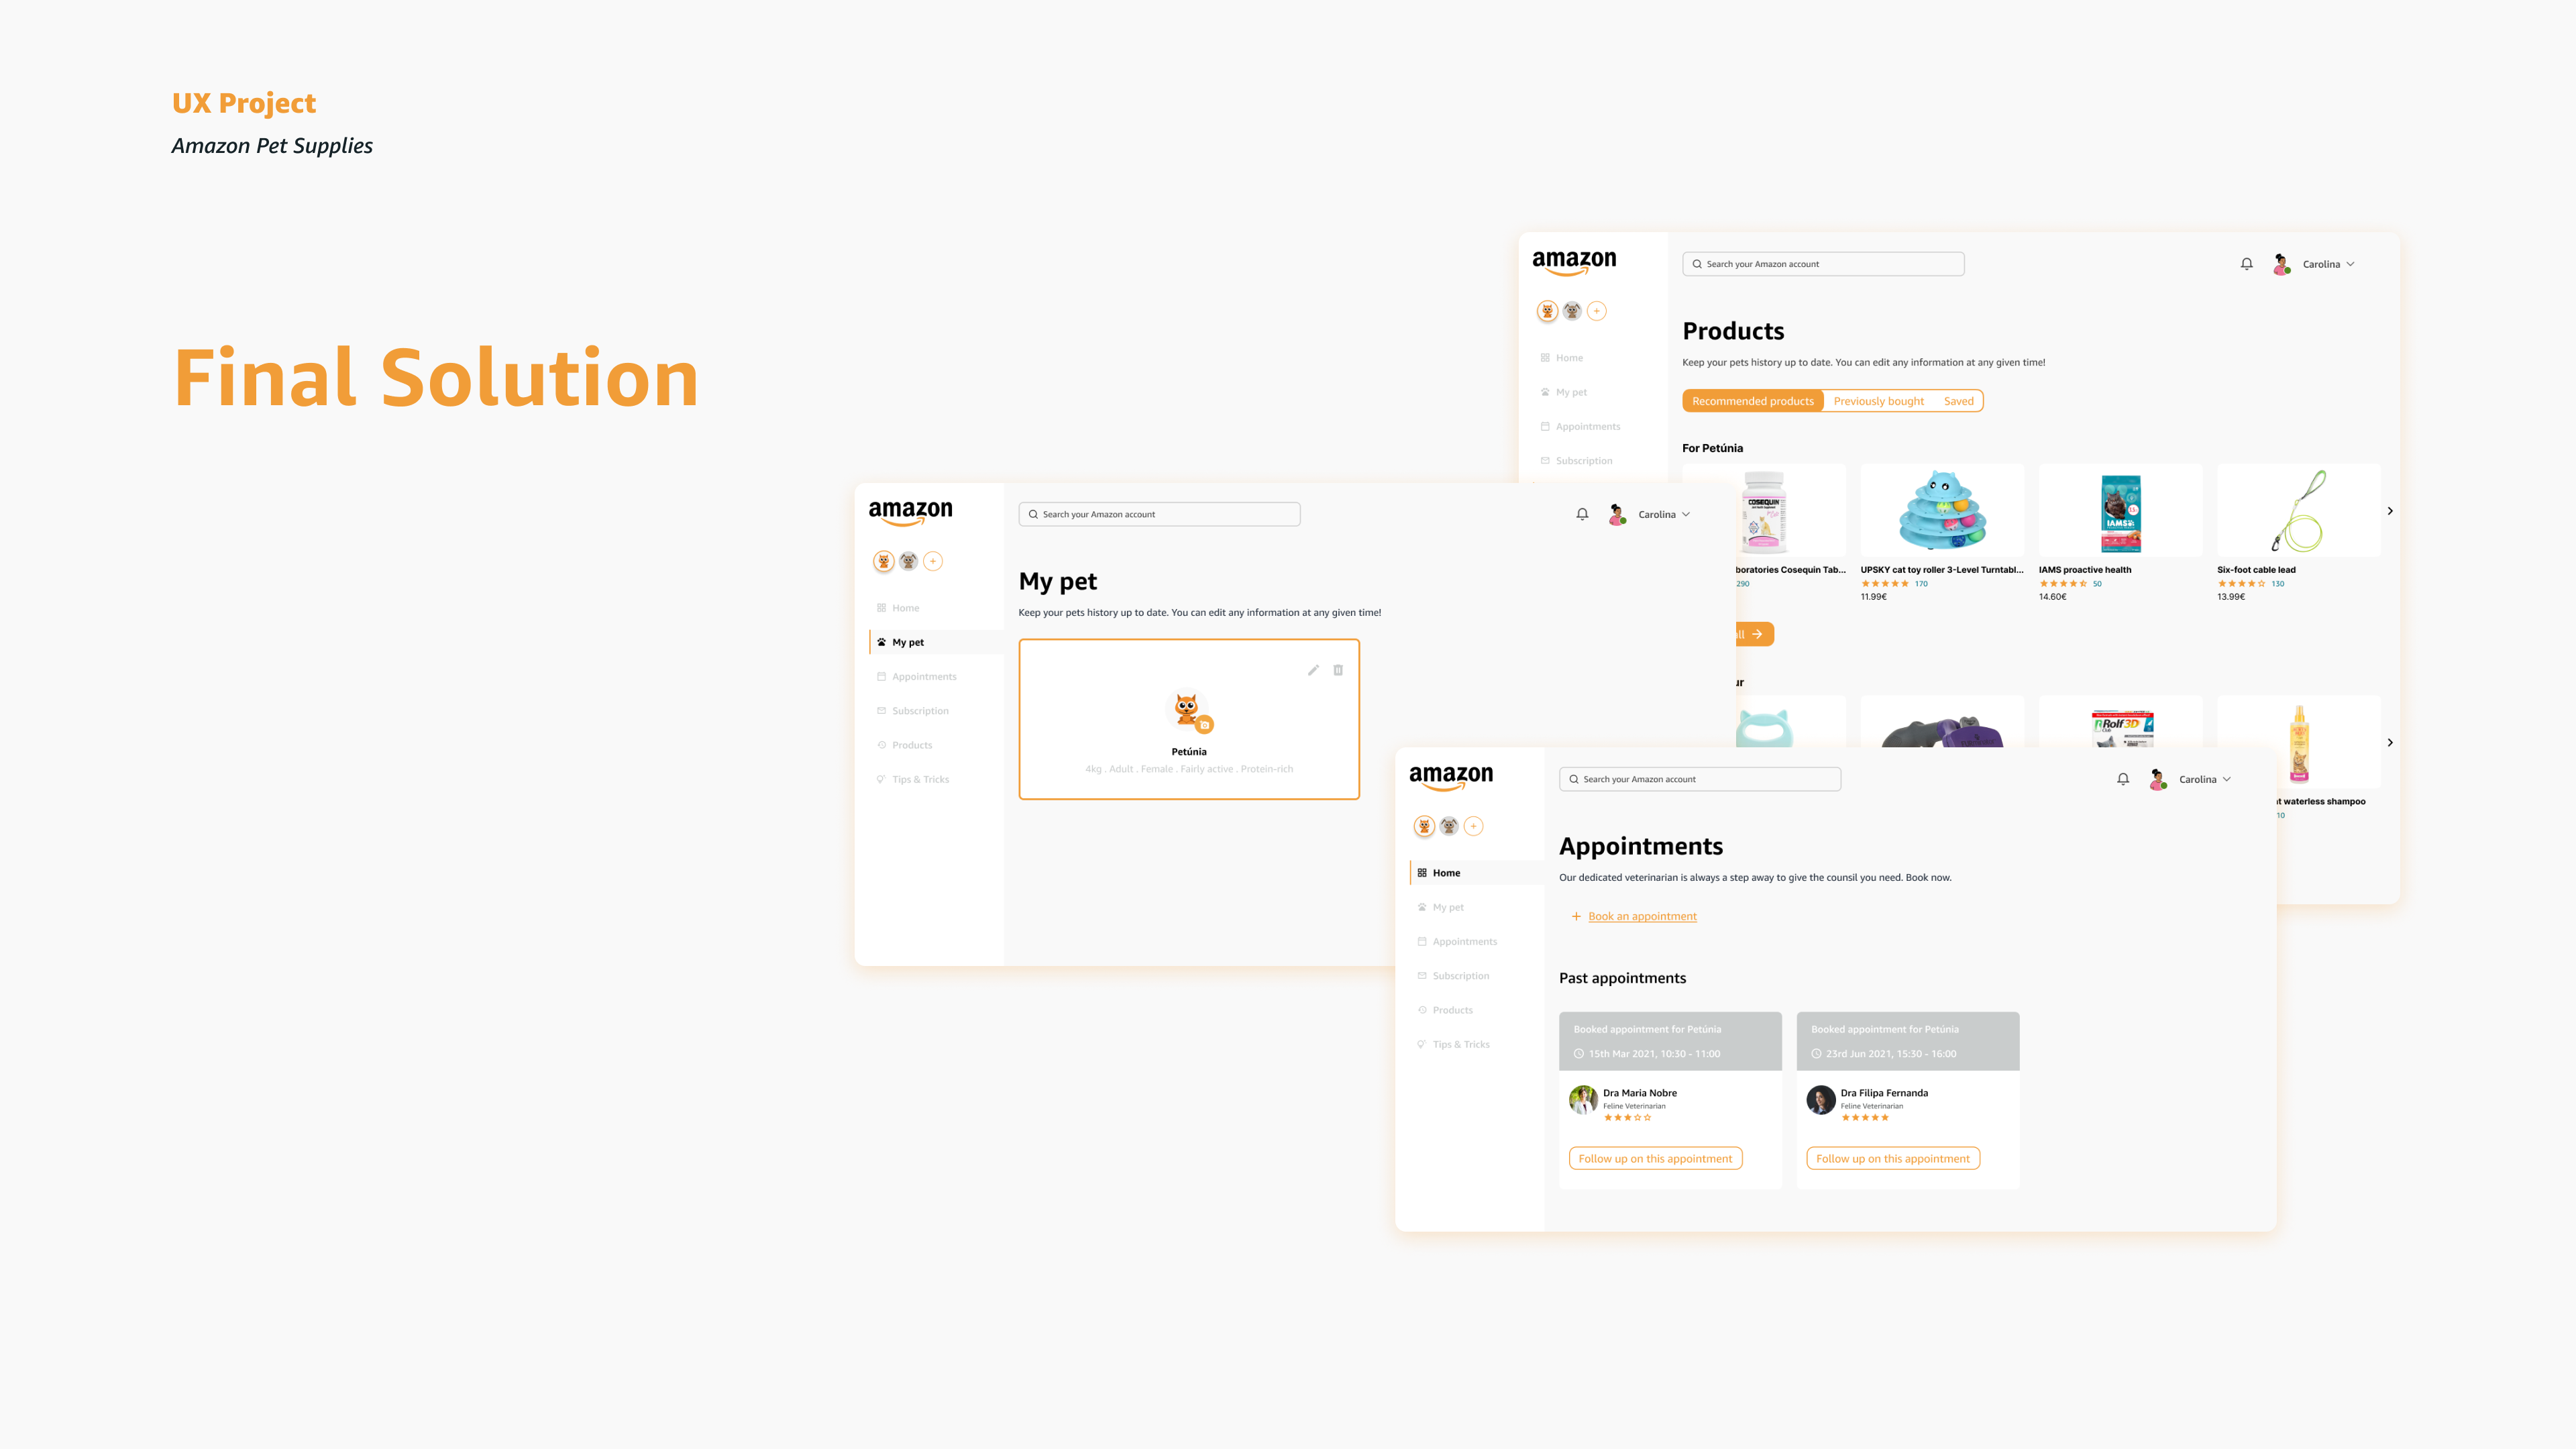 UX Project
Amazon Pet Supplies
Final Solution
amazon
Search your Amazon account
Carolina
Home
My pet
Appointments
Subscription
Products
Keep your pets history up to date. You can edit any information at any given time!
Recommended products
Previously bought
Saved
For Petúnia
COSEQUIN
IAMS
boratories Cosequin Tab...
290
UPSKY cat toy roller 3-Level Turntabl...
170
11.99€
IAMS proactive health
50
14.60€
Six-foot cable lead
130
13.99€
all
ur
Rolf 3D
t waterless shampoo
10
amazon
Search your Amazon account
Carolina
Home
My pet
Appointments
Subscription
Products
Tips & Tricks
My pet
Keep your pets history up to date. You can edit any information at any given time!
Petúnia
4kg . Adult . Female . Fairly active . Protein-rich
amazon
Search your Amazon account
Carolina
Home
My pet
Appointments
Subscription
Products
Tips & Tricks
Appointments
Our dedicated veterinarian is always a step away to give the counsil you need. Book now.
Book an appointment
Past appointments
Booked appointment for Petúnia
15th Mar 2021, 10:30 - 11:00
Dra Maria Nobre
Feline Veterinarian
Follow up on this appointment
Booked appointment for Petúnia
23rd Jun 2021, 15:30 - 16:00
Dra Filipa Fernanda
Feline Veterinarian
Follow up on this appointment